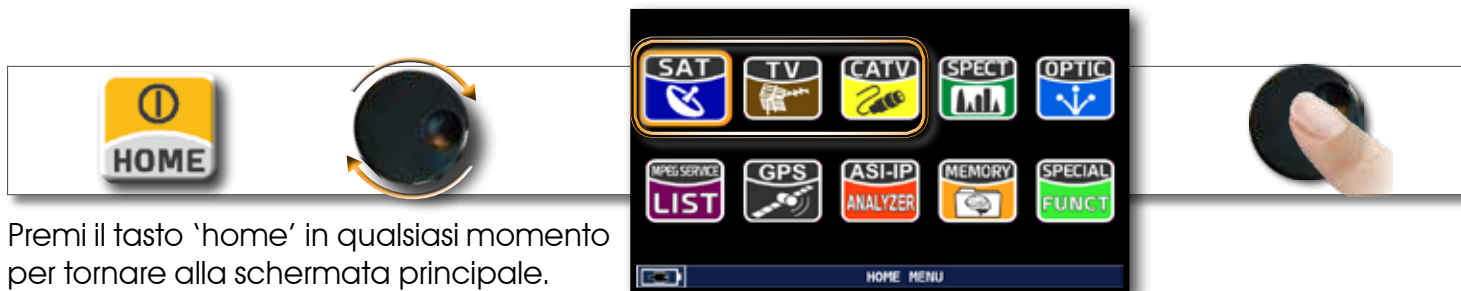 HOME
SAT
TV
CATV
SPECT
OPTIC
MPEG SERVICE
LIST
GPS
ASI-IP
ANALYZER
MEMORY
SPECIAL
FUNCT
HOME MENU
Premi il tasto ‘home’ in qualsiasi momento
per tornare alla schermata principale.